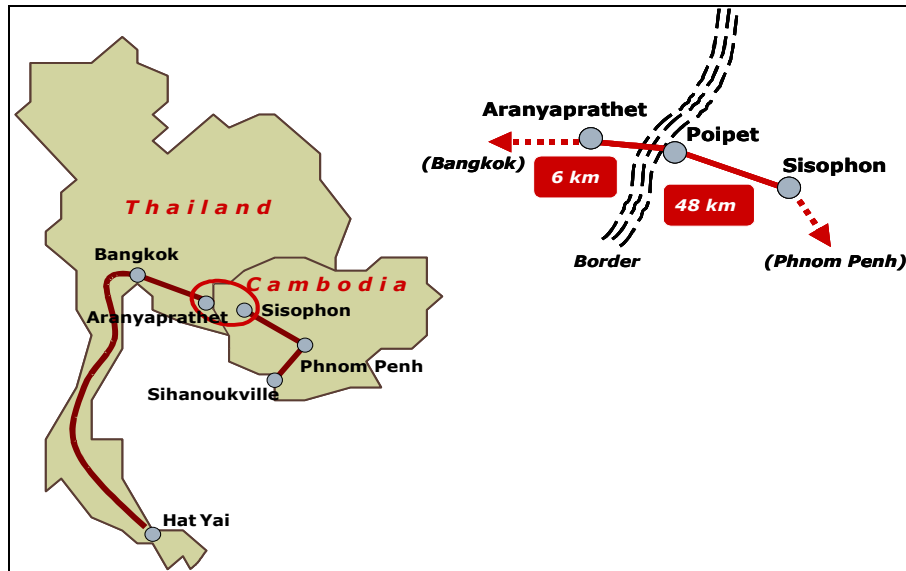 Thailand
Bangkok
Cambodia
Aranyaprathet
Sisophon
Phnom Penh
Sihanoukville
Hat Yai
Aranyaprathet
Poipet
(Bangkok)
6 km
Sisophon
48 km
Border
(Phnom Penh)